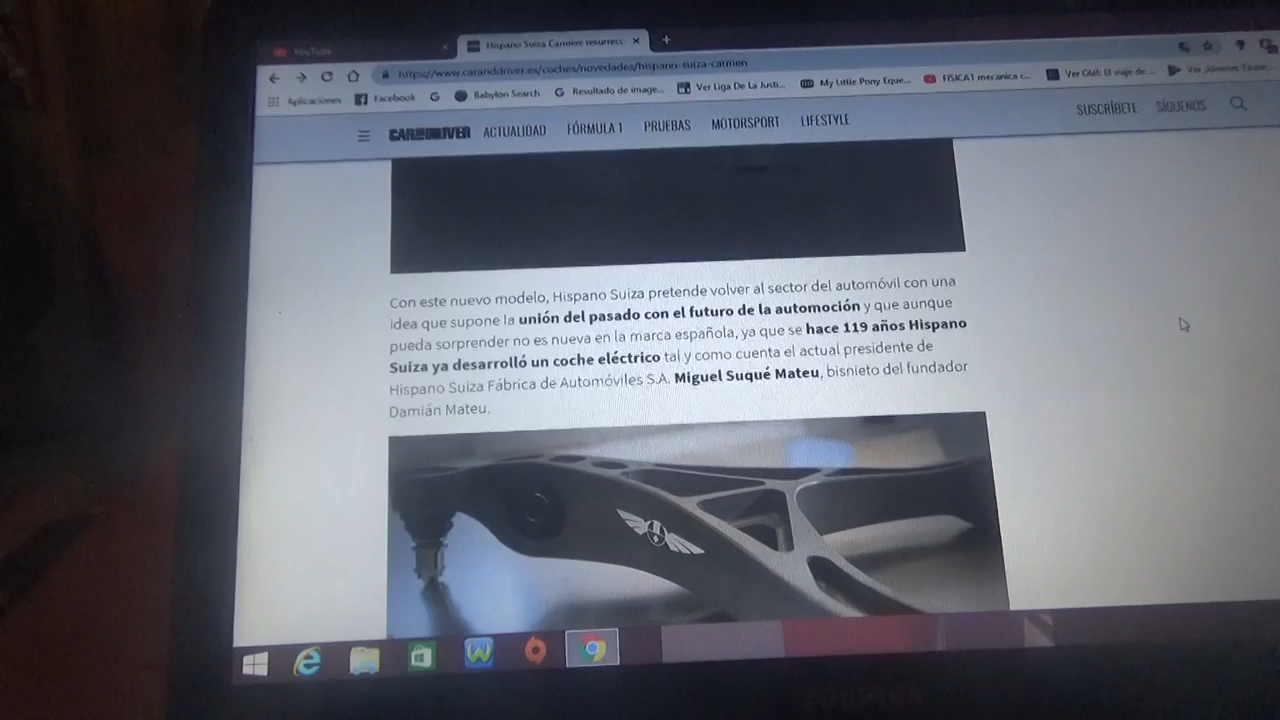 YouTube
Hispano Suiza Carmen: resurrecc
https://www.caranddriver.es/coches/novedades/hispano-suiza-carmen
Aplicaciones
Facebook
Babylon Search
Resultado de image...
Ver Liga De La Justi...
My Little Pony Eque...
FISICA1 mecanica c...
Ver El viaje de ...
Ver Jóvenes
CAR AND DRIVER
ACTUALIDAD
FÓRMULA 1
PRUEBAS
MOTORSPORT
LIFESTYLE
SUSCRÍBETE
SÍGUENOS
Con este nuevo modelo, Hispano Suiza pretende volver al sector del automóvil con una
idea que supone la unión del pasado con el futuro de la automoción y que aunque
pueda sorprender no es nueva en la marca española, ya que se hace 119 años Hispano
Suiza ya desarrolló un coche eléctrico tal y como cuenta el actual presidente de
Hispano Suiza Fábrica de Automóviles S.A. Miguel Suqué Mateu, bisnieto del fundador
Damián Mateu.